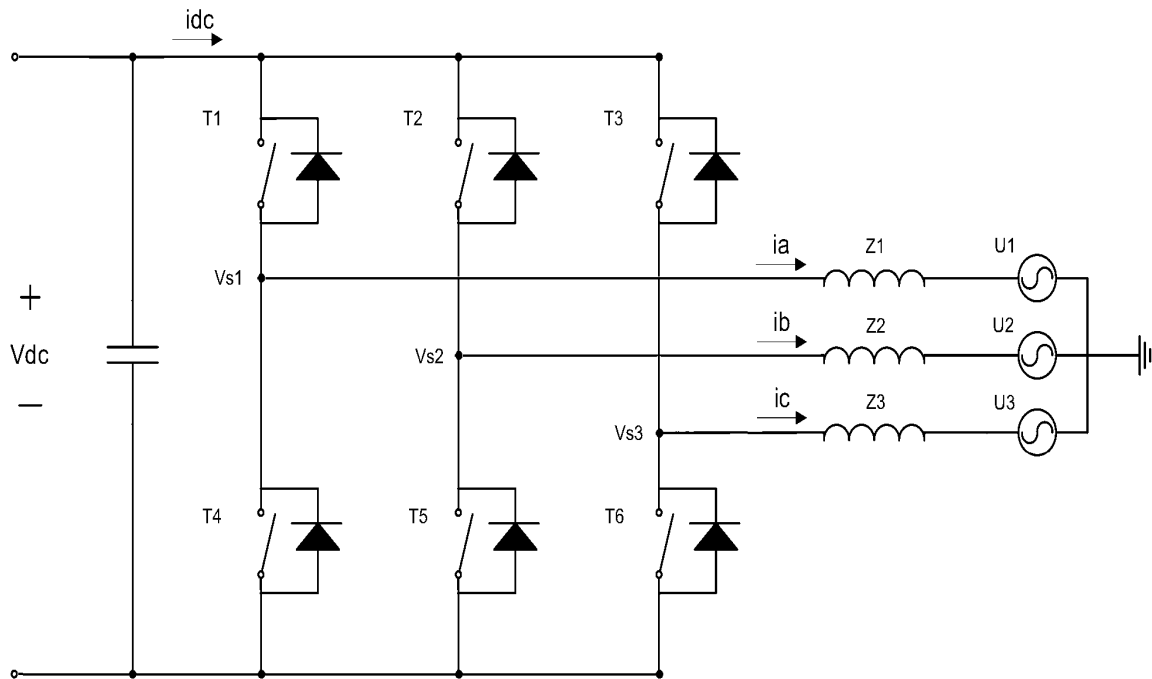 idc
T1
T2
T3
ia
Z1
U1
Vs1
+
ib
Z2
U2
Vdc
Vs2
−
ic
Z3
U3
Vs3
T4
T5
T6